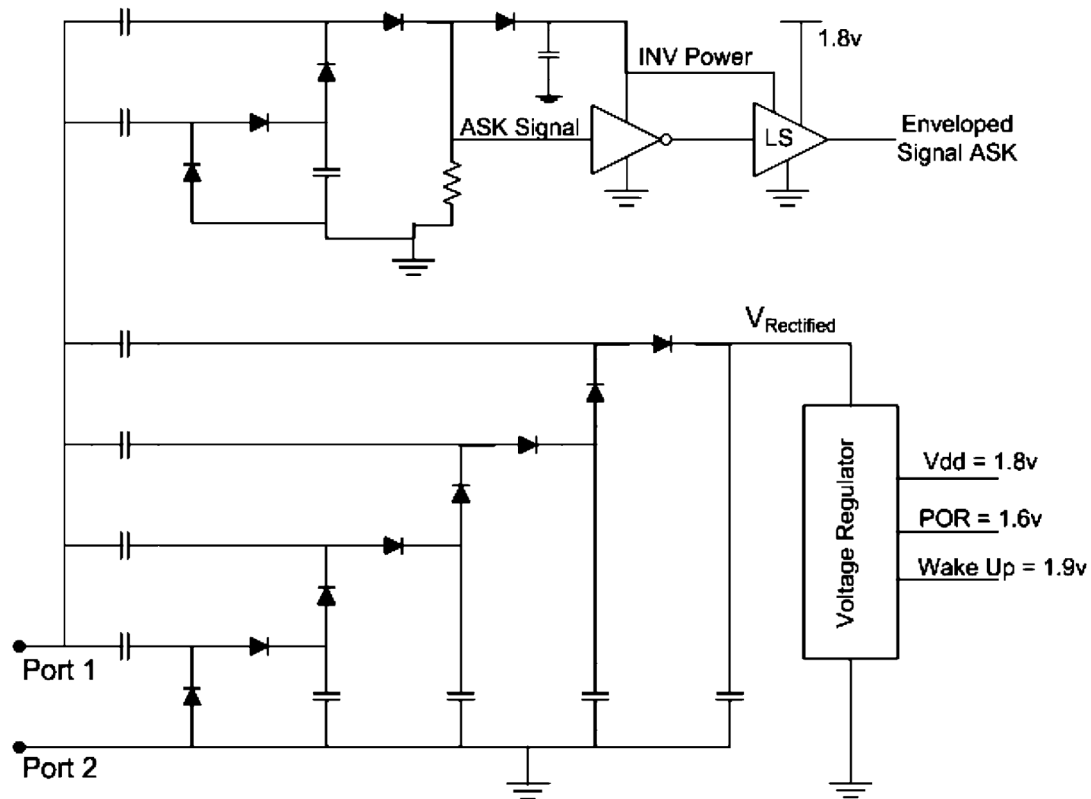 1.8v
INV Power
ASK Signal
LS
Enveloped
Signal ASK
VRectified
Voltage Regulator
Vdd = 1.8v
POR = 1.6v
Wake Up = 1.9v
Port 1
Port 2